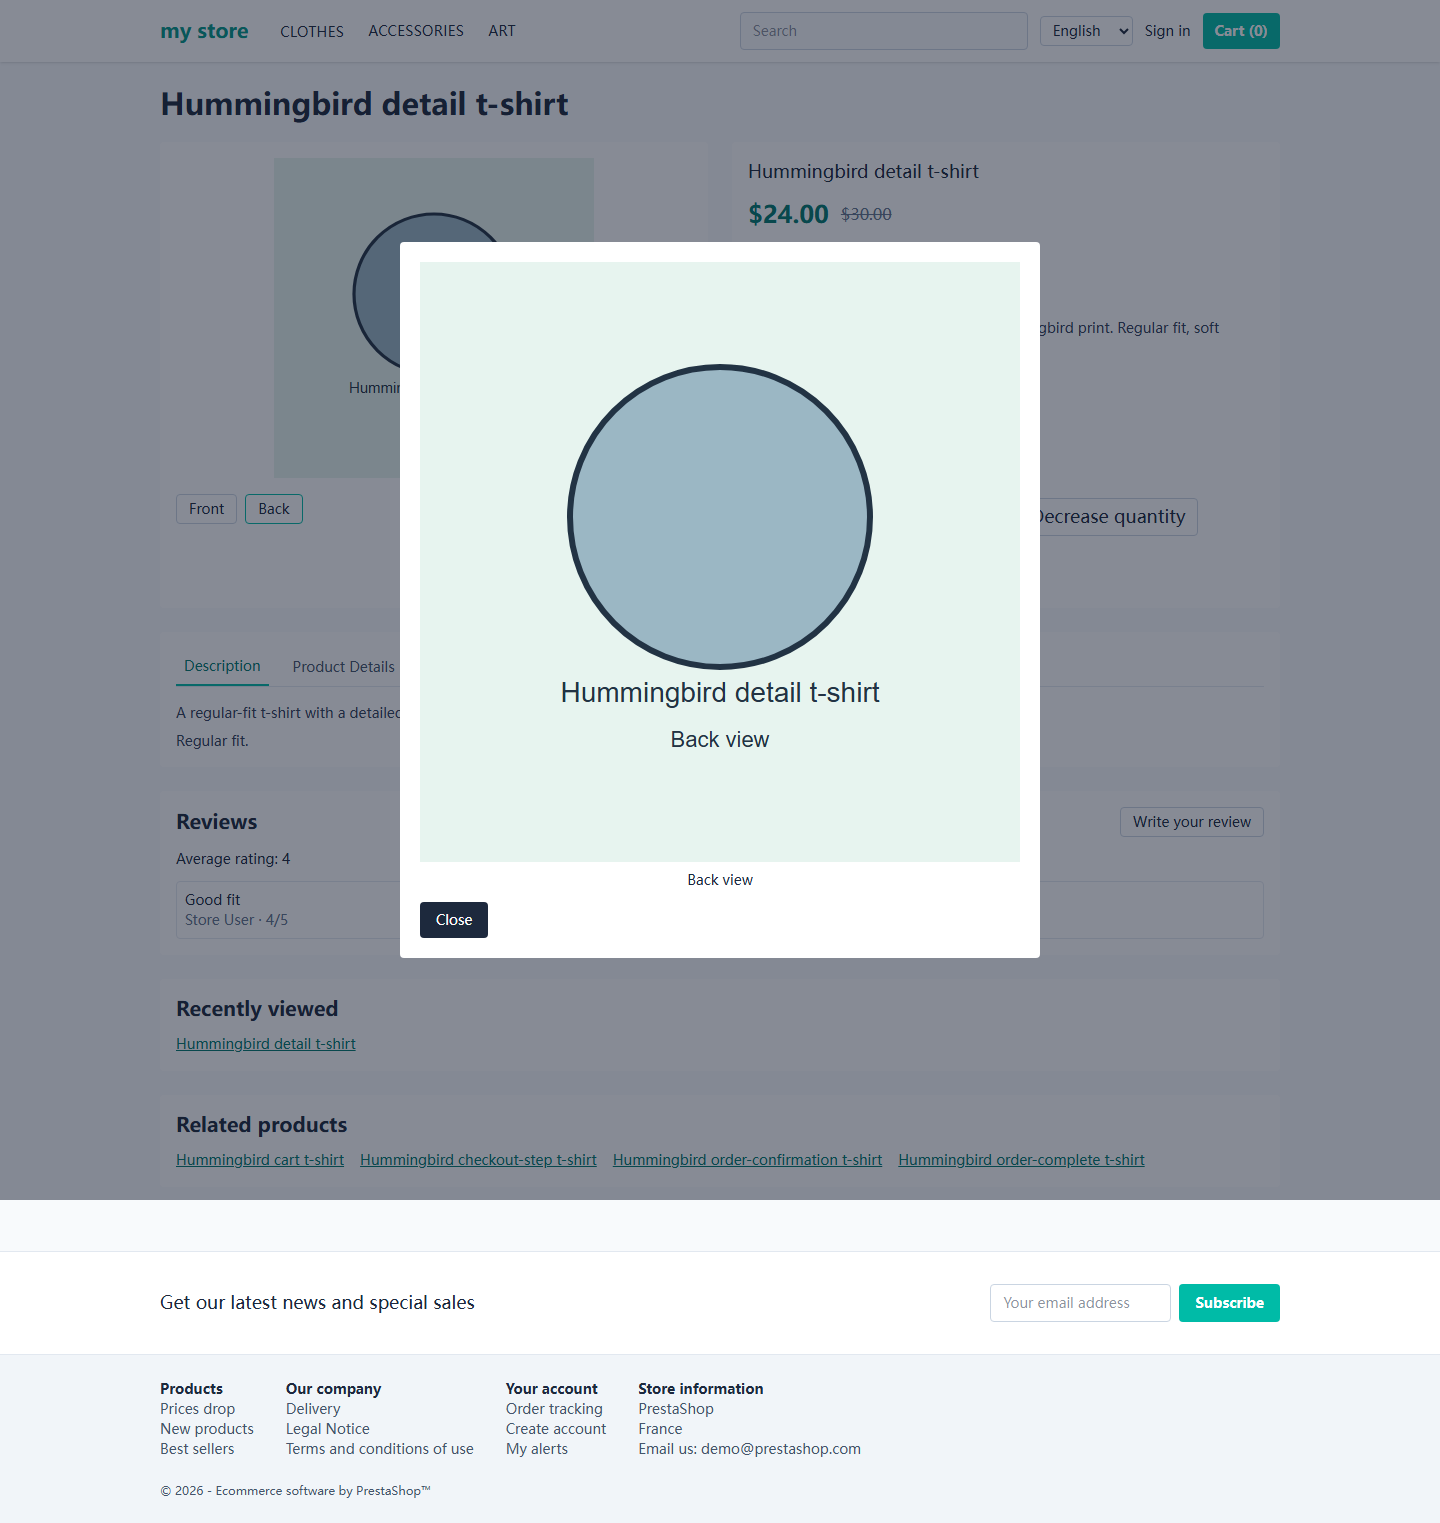 my store CLOTHES ACCESSORIES ART Search English Sign in Cart (0)
Hummingbird detail t-shirt
Hummingbird detail t-shirt
$24.00 $30.00
gbird print. Regular fit, soft
Front Back
Decrease quantity
Hummingbird detail t-shirt
Back view
Back view
Close
Description Product Details
A regular-fit t-shirt with a detailed
Regular fit.
Reviews Write your review
Average rating: 4
Good fit
Store User · 4/5
Recently viewed
Hummingbird detail t-shirt
Related products
Hummingbird cart t-shirt Hummingbird checkout-step t-shirt Hummingbird order-confirmation t-shirt Hummingbird order-complete t-shirt
Get our latest news and special sales Your email address Subscribe
Products Our company Your account Store information
Prices drop Delivery Order tracking PrestaShop
New products Legal Notice Create account France
Best sellers Terms and conditions of use My alerts Email us: demo@prestashop.com
© 2026 - Ecommerce software by PrestaShop™